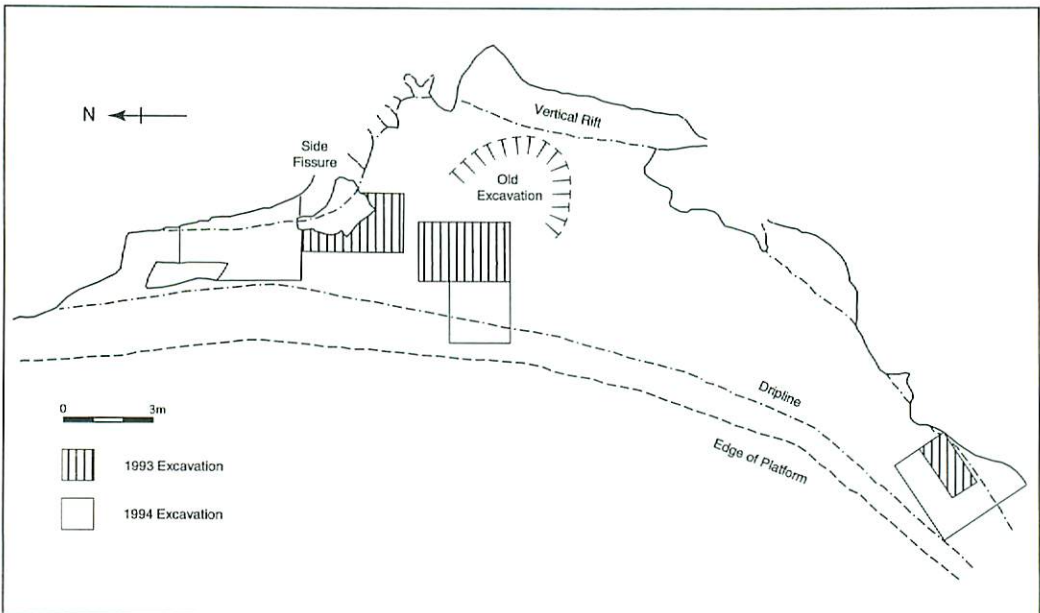 N
Vertical Rift
Side
Fissure
Old
Excavation
Dripline
Edge of Platform
0 3m
1993 Excavation
1994 Excavation